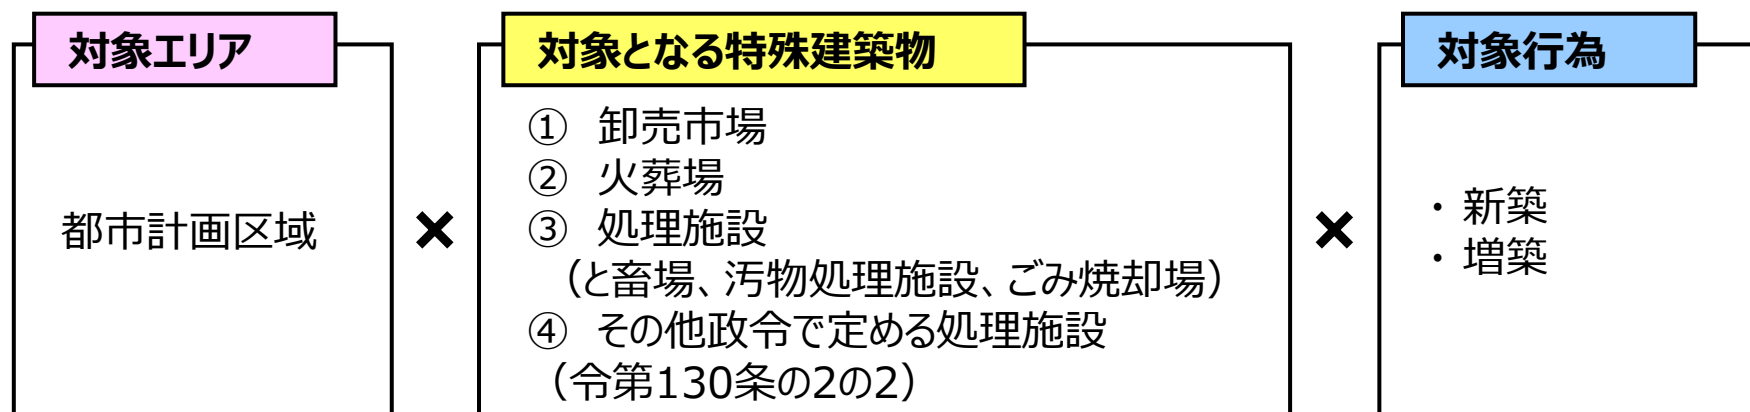 対象エリア
都市計画区域
×
対象となる特殊建築物
① 卸売市場
② 火葬場
③ 処理施設
（と畜場、汚物処理施設、ごみ焼却場）
④ その他政令で定める処理施設
（令第130条の2の2）
×
対象行為
・新築
・増築